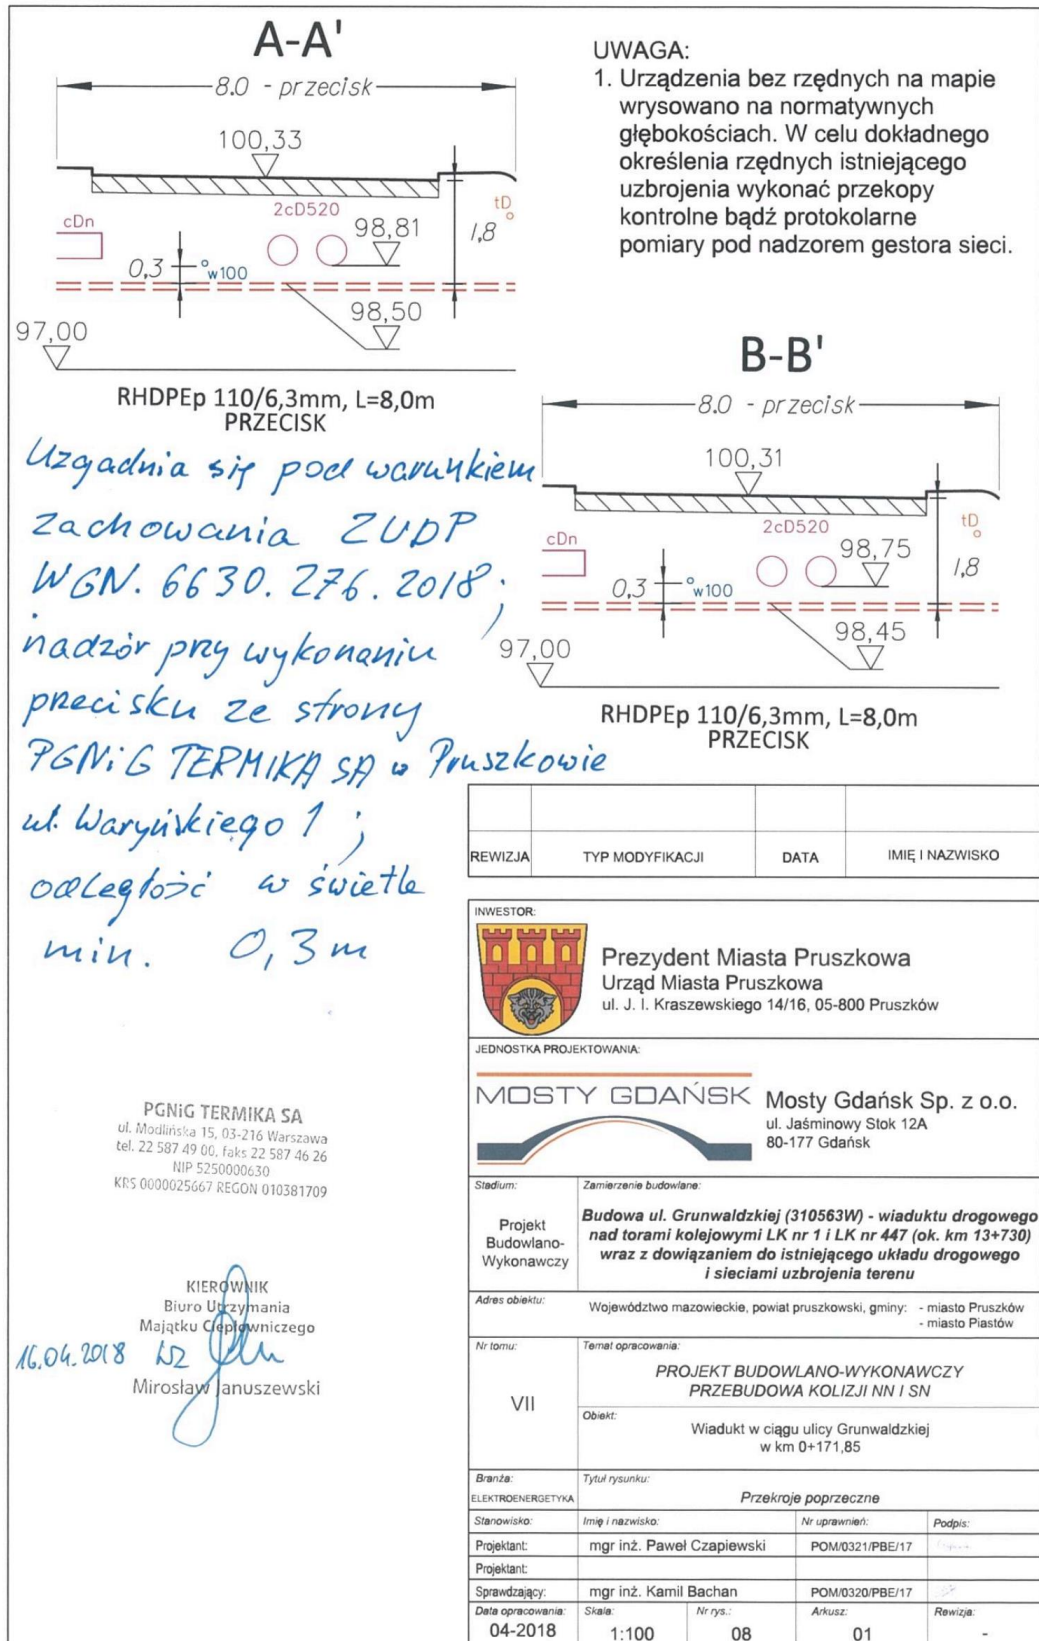 A-A'
8.0 - przecisk
100,33
tD
cDn
2cD520
98,81
1,8
0,3
w100
98,50
97,00
RHDPEp 110/6,3mm, L=8,0m
PRZECISK
UWAGA:
1. Urządzenia bez rzędnych na mapie
wrysowano na normatywnych
głębokościach. W celu dokładnego
określenia rzędnych istniejącego
uzbrojenia wykonać przekopy
kontrolne bądź protokolarne
pomiary pod nadzorem gestora sieci.
B-B'
8.0 - przecisk
100,31
tD
cDn
2cD520
98,75
1,8
0,3
w100
98,45
97,00
RHDPEp 110/6,3mm, L=8,0m
PRZECISK
Uzgadnia się pod warunkiem
zachowania ZUDP
WGN. 6630. 276. 2018;
nadzór przy wykonaniu
przecisku ze strony
PGNiG TERMIKA SA w Pruszkowie
ul. Waryńskiego 1 ;
odległość w świetle
min. 0,3 m
PGNiG TERMIKA SA
ul. Modlińska 15, 03-216 Warszawa
tel. 22 587 49 00, faks 22 587 46 26
NIP 5250000630
KRS 0000025667 REGON 010381709
KIEROWNIK
Biuro Utrzymania
Majątku Ciepłowniczego
16.04.2018 wz
Mirosław Januszewski
REWIZJA TYP MODYFIKACJI DATA IMIĘ I NAZWISKO
INWESTOR:
Prezydent Miasta Pruszkowa
Urząd Miasta Pruszkowa
ul. J. I. Kraszewskiego 14/16, 05-800 Pruszków
JEDNOSTKA PROJEKTOWANIA:
MOSTY GDAŃSK
Mosty Gdańsk Sp. z o.o.
ul. Jaśminowy Stok 12A
80-177 Gdańsk
Stadium:
Projekt
Budowlano-
Wykonawczy
Zamierzenie budowlane:
Budowa ul. Grunwaldzkiej (310563W) - wiaduktu drogowego
nad torami kolejowymi LK nr 1 i LK nr 447 (ok. km 13+730)
wraz z dowiązaniem do istniejącego układu drogowego
i sieciami uzbrojenia terenu
Adres obiektu:
Województwo mazowieckie, powiat pruszkowski, gminy: - miasto Pruszków
- miasto Piastów
Nr tomu:
VII
Temat opracowania:
PROJEKT BUDOWLANO-WYKONAWCZY
PRZEBUDOWA KOLIZJI NN I SN
Obiekt:
Wiadukt w ciągu ulicy Grunwaldzkiej
w km 0+171,85
Branża:
ELEKTROENERGETYKA
Tytuł rysunku:
Przekroje poprzeczne
Stanowisko: Imię i nazwisko: Nr uprawnień: Podpis:
Projektant: mgr inż. Paweł Czapiewski POM/0321/PBE/17
Projektant:
Sprawdzający: mgr inż. Kamil Bachan POM/0320/PBE/17
Data opracowania: Skala: Nr rys.: Arkusz: Rewizja:
04-2018 1:100 08 01 -